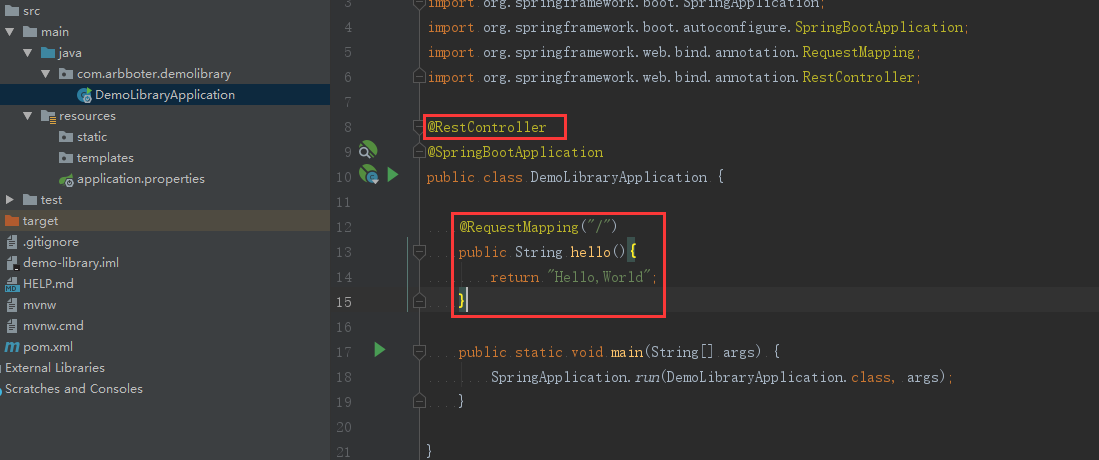 src
main
java
com.arbboter.demolibrary
DemoLibraryApplication
resources
static
templates
application.properties
test
target
.gitignore
demo-library.iml
HELP.md
mvnw
mvnw.cmd
pom.xml
External Libraries
Scratches and Consoles
3 import org.springframework.boot.SpringApplication;
4 import org.springframework.boot.autoconfigure.SpringBootApplication;
5 import org.springframework.web.bind.annotation.RequestMapping;
6 import org.springframework.web.bind.annotation.RestController;
7
8 @RestController
9 @SpringBootApplication
10 public class DemoLibraryApplication {
11
12 @RequestMapping("/")
13 public String hello(){
14 return "Hello,World";
15 }
16
17 public static void main(String[] args) {
18 SpringApplication.run(DemoLibraryApplication.class, args);
19 }
20
21 }